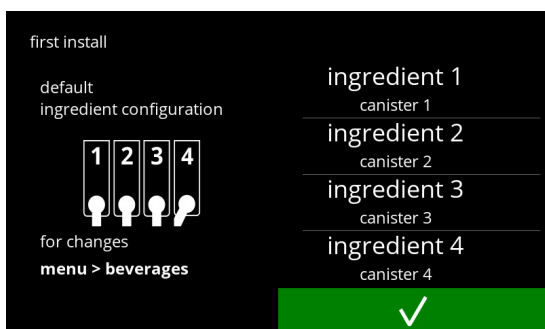 first install
default
ingredient configuration
1 2 3 4
for changes
menu > beverages
ingredient 1
canister 1
ingredient 2
canister 2
ingredient 3
canister 3
ingredient 4
canister 4